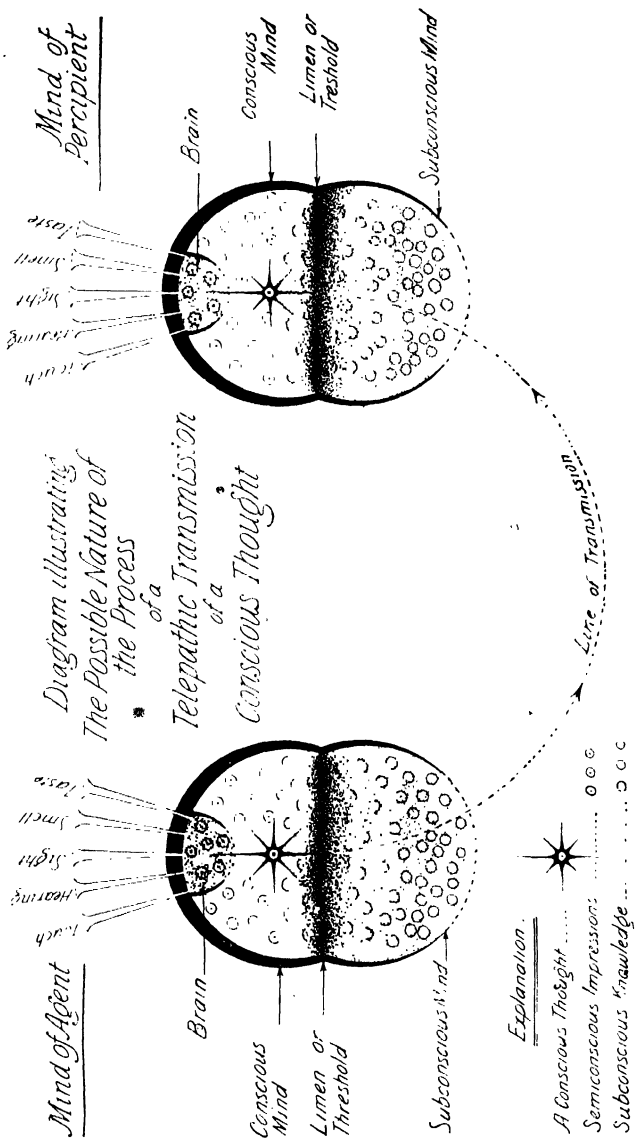 Mind of Agent
Touch
Hearing
Sight
Smell
Taste
Brain
Conscious
Mind
Limen or
Threshold
Subconscious Mind
Diagram illustrating
The Possible Nature of
the Process
of a
Telepathic Transmission
of a
Conscious Thought
Mind of
Percipient
Touch
Hearing
Sight
Smell
Taste
Brain
Conscious
Mind
Limen or
Treshold
Subconscious Mind
Line of Transmission
Explanation.
A Conscious Thought .....
Semiconscious Impressions ........
Subconscious Knowledge ........